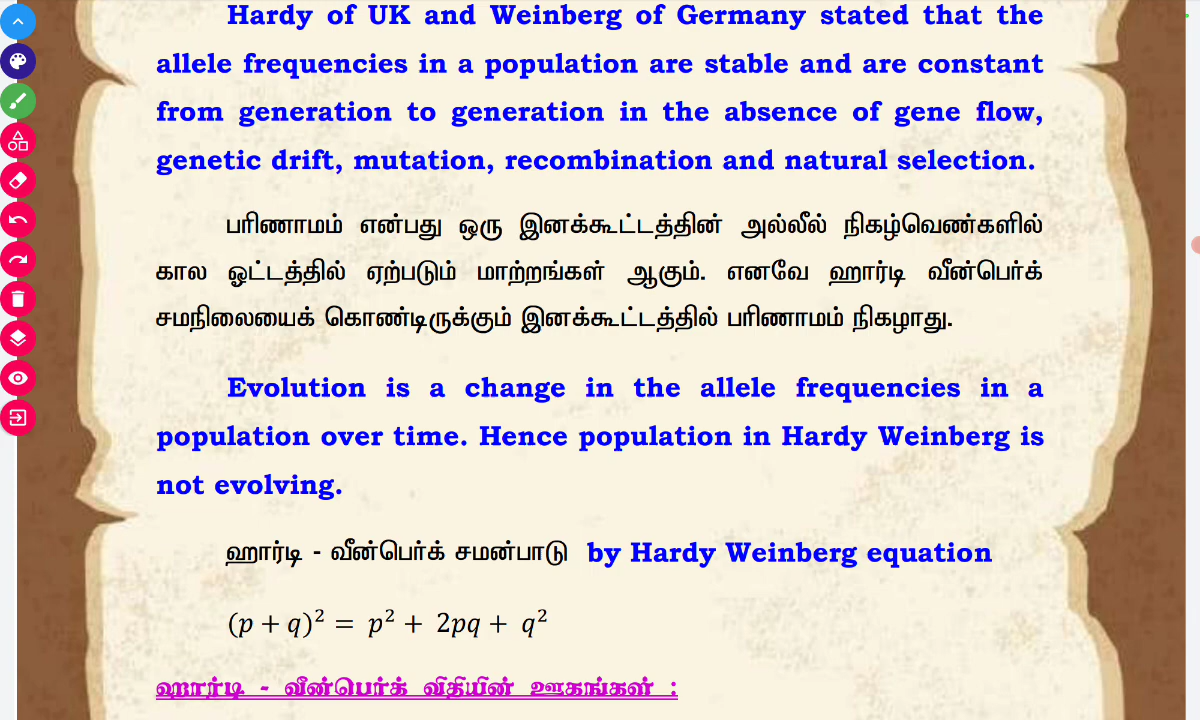 Hardy of UK and Weinberg of Germany stated that the
allele frequencies in a population are stable and are constant
from generation to generation in the absence of gene flow,
genetic drift, mutation, recombination and natural selection.
பரிணாமம் என்பது ஒரு இனக்கூட்டத்தின் அல்லீல் நிகழ்வெண்களில்
கால ஓட்டத்தில் ஏற்படும் மாற்றங்கள் ஆகும். எனவே ஹார்டி வீன்பெர்க்
சமநிலையைக் கொண்டிருக்கும் இனக்கூட்டத்தில் பரிணாமம் நிகழாது.
Evolution is a change in the allele frequencies in a
population over time. Hence population in Hardy Weinberg is
not evolving.
ஹார்டி - வீன்பெர்க் சமன்பாடு by Hardy Weinberg equation
(p + q)² = p² + 2pq + q²
ஹார்டி - வீன்பெர்க் விதியின் ஊகங்கள் :